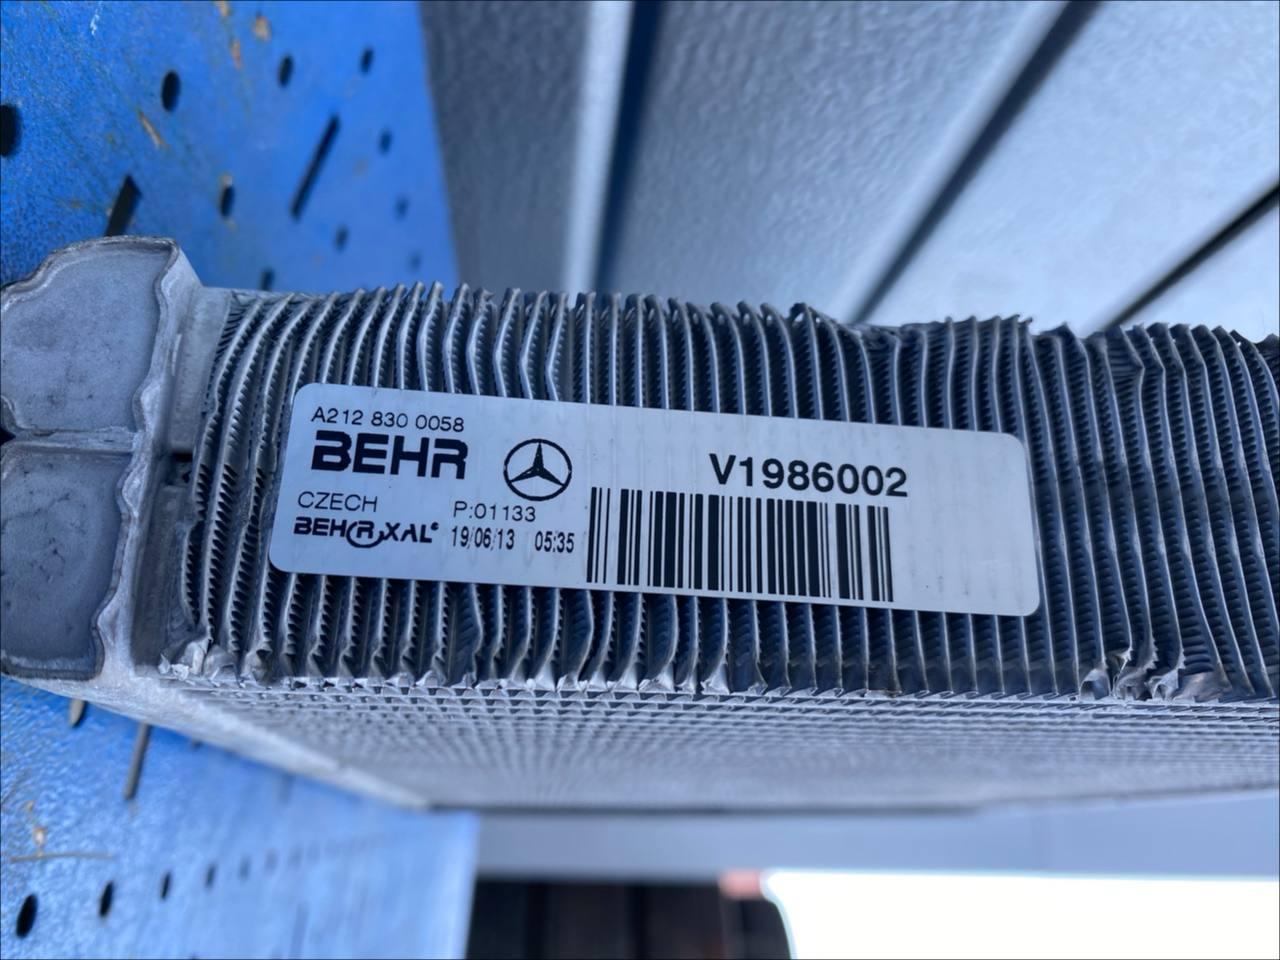 A212 830 0058
BEHR
V1986002
CZECH P:01133
BEHRXAL® 19/06/13 05:35